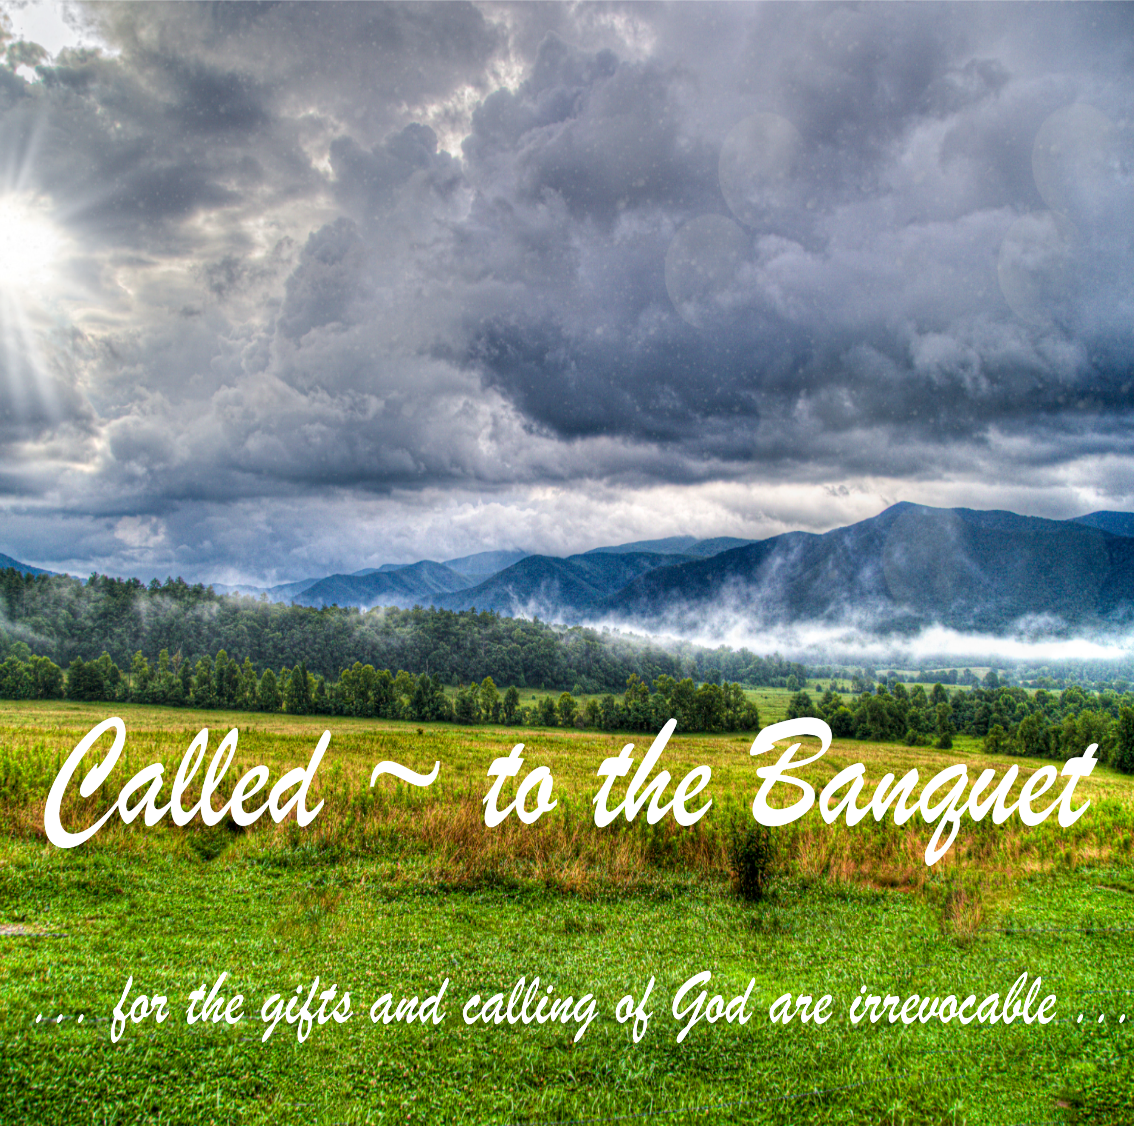 Called ~ to the Banquet
... for the gifts and calling of God are irrevocable ...